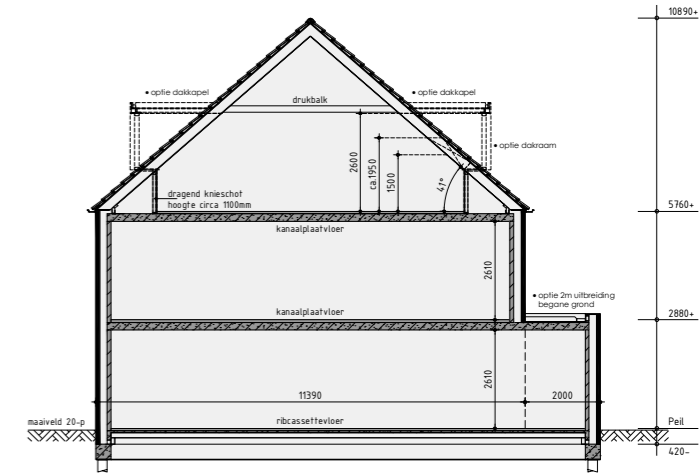 10890+
• optie dakkapel
• optie dakkapel
drukbalk
• optie dakraam
2600
ca.1950
1500
41°
dragend knieschot
hoogte circa 1100mm
5760+
kanaalplaatvloer
2610
• optie 2m uitbreiding
begane grond
kanaalplaatvloer
2880+
2610
11390
2000
maaiveld 20-p
ribcassettevloer
Peil
420-